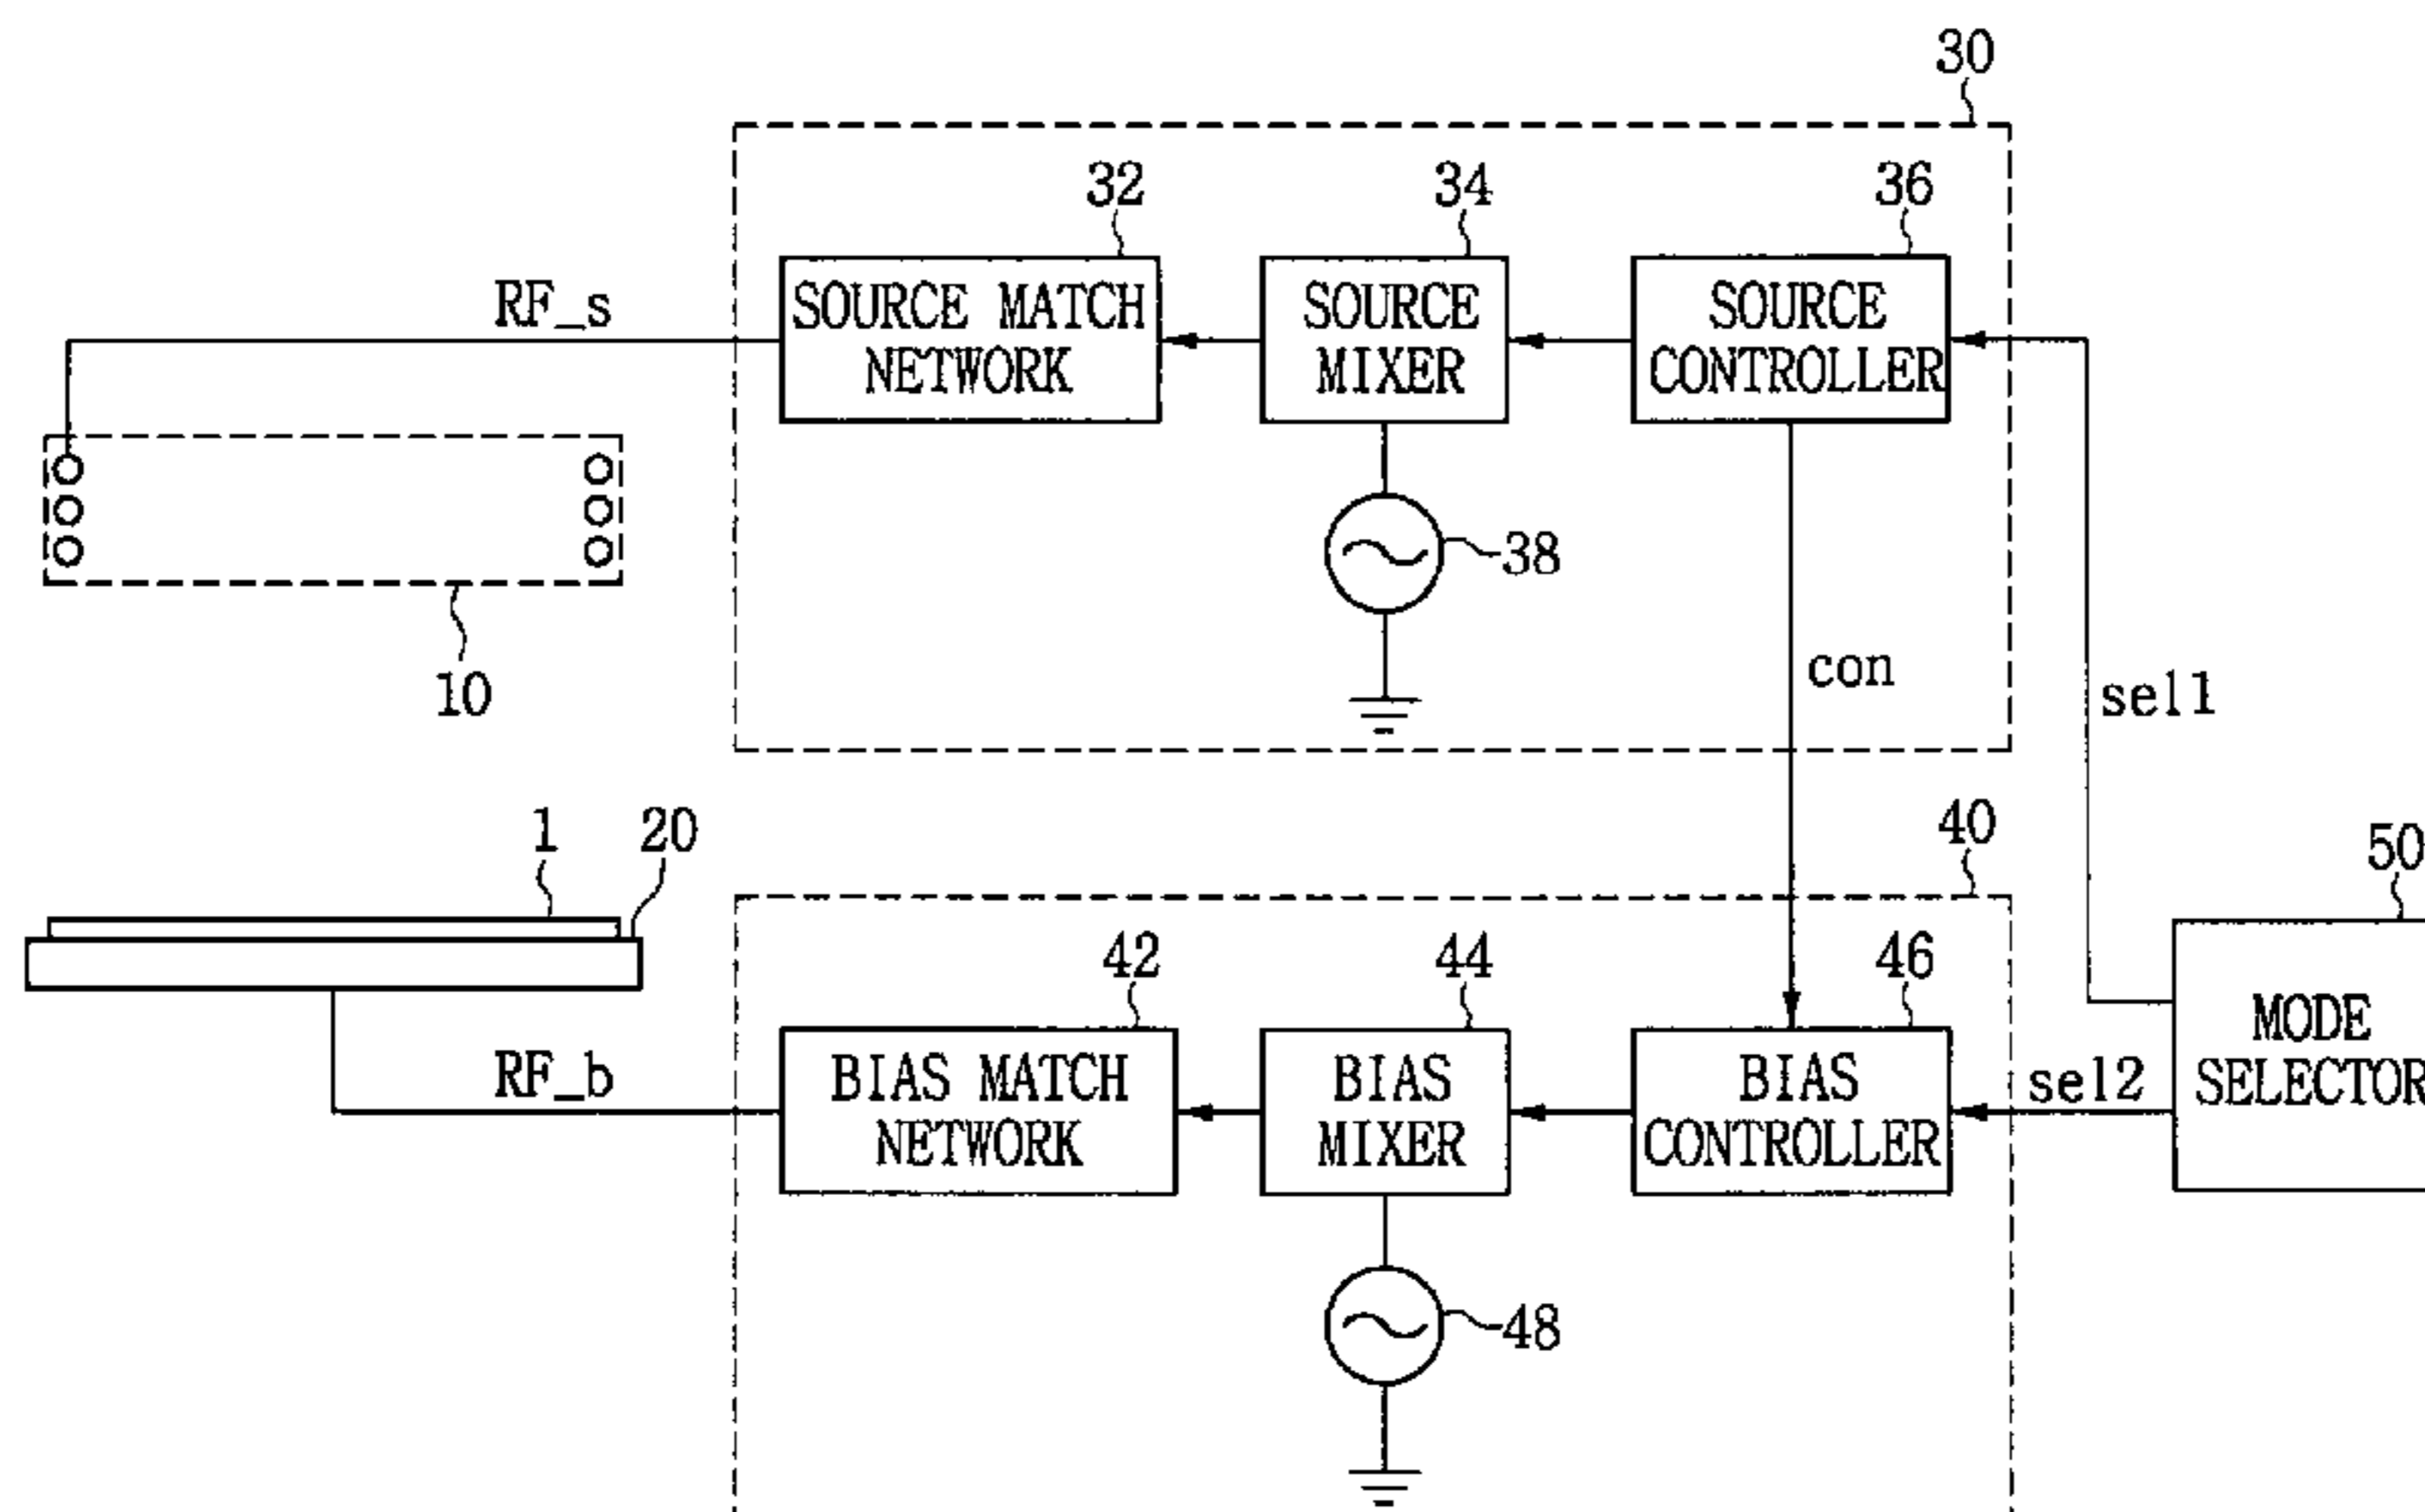 30
32
34
36
SOURCE MATCH
NETWORK
SOURCE
MIXER
SOURCE
CONTROLLER
RF_s
38
10
con
sel1
1
20
40
50
42
44
46
BIAS MATCH
NETWORK
BIAS
MIXER
BIAS
CONTROLLER
MODE
SELECTOR
RF_b
sel2
48